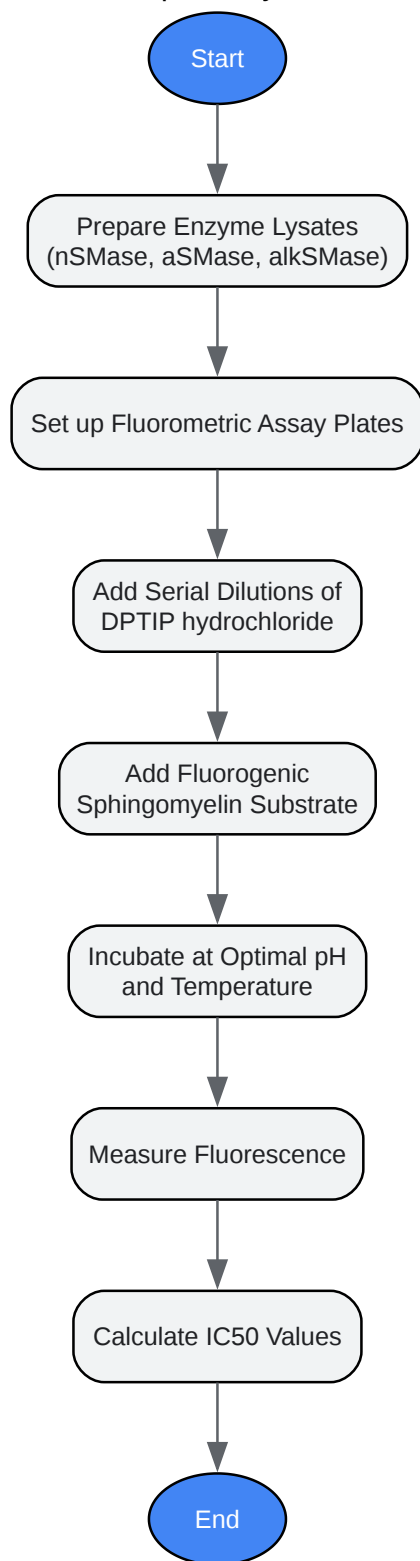 Start
Prepare Enzyme Lysates
(nSMase, aSMase, alkSMase)
Set up Fluorometric Assay Plates
Add Serial Dilutions of
DPTIP hydrochloride
Add Fluorogenic
Sphingomyelin Substrate
Incubate at Optimal pH
and Temperature
Measure Fluorescence
Calculate IC50 Values
End